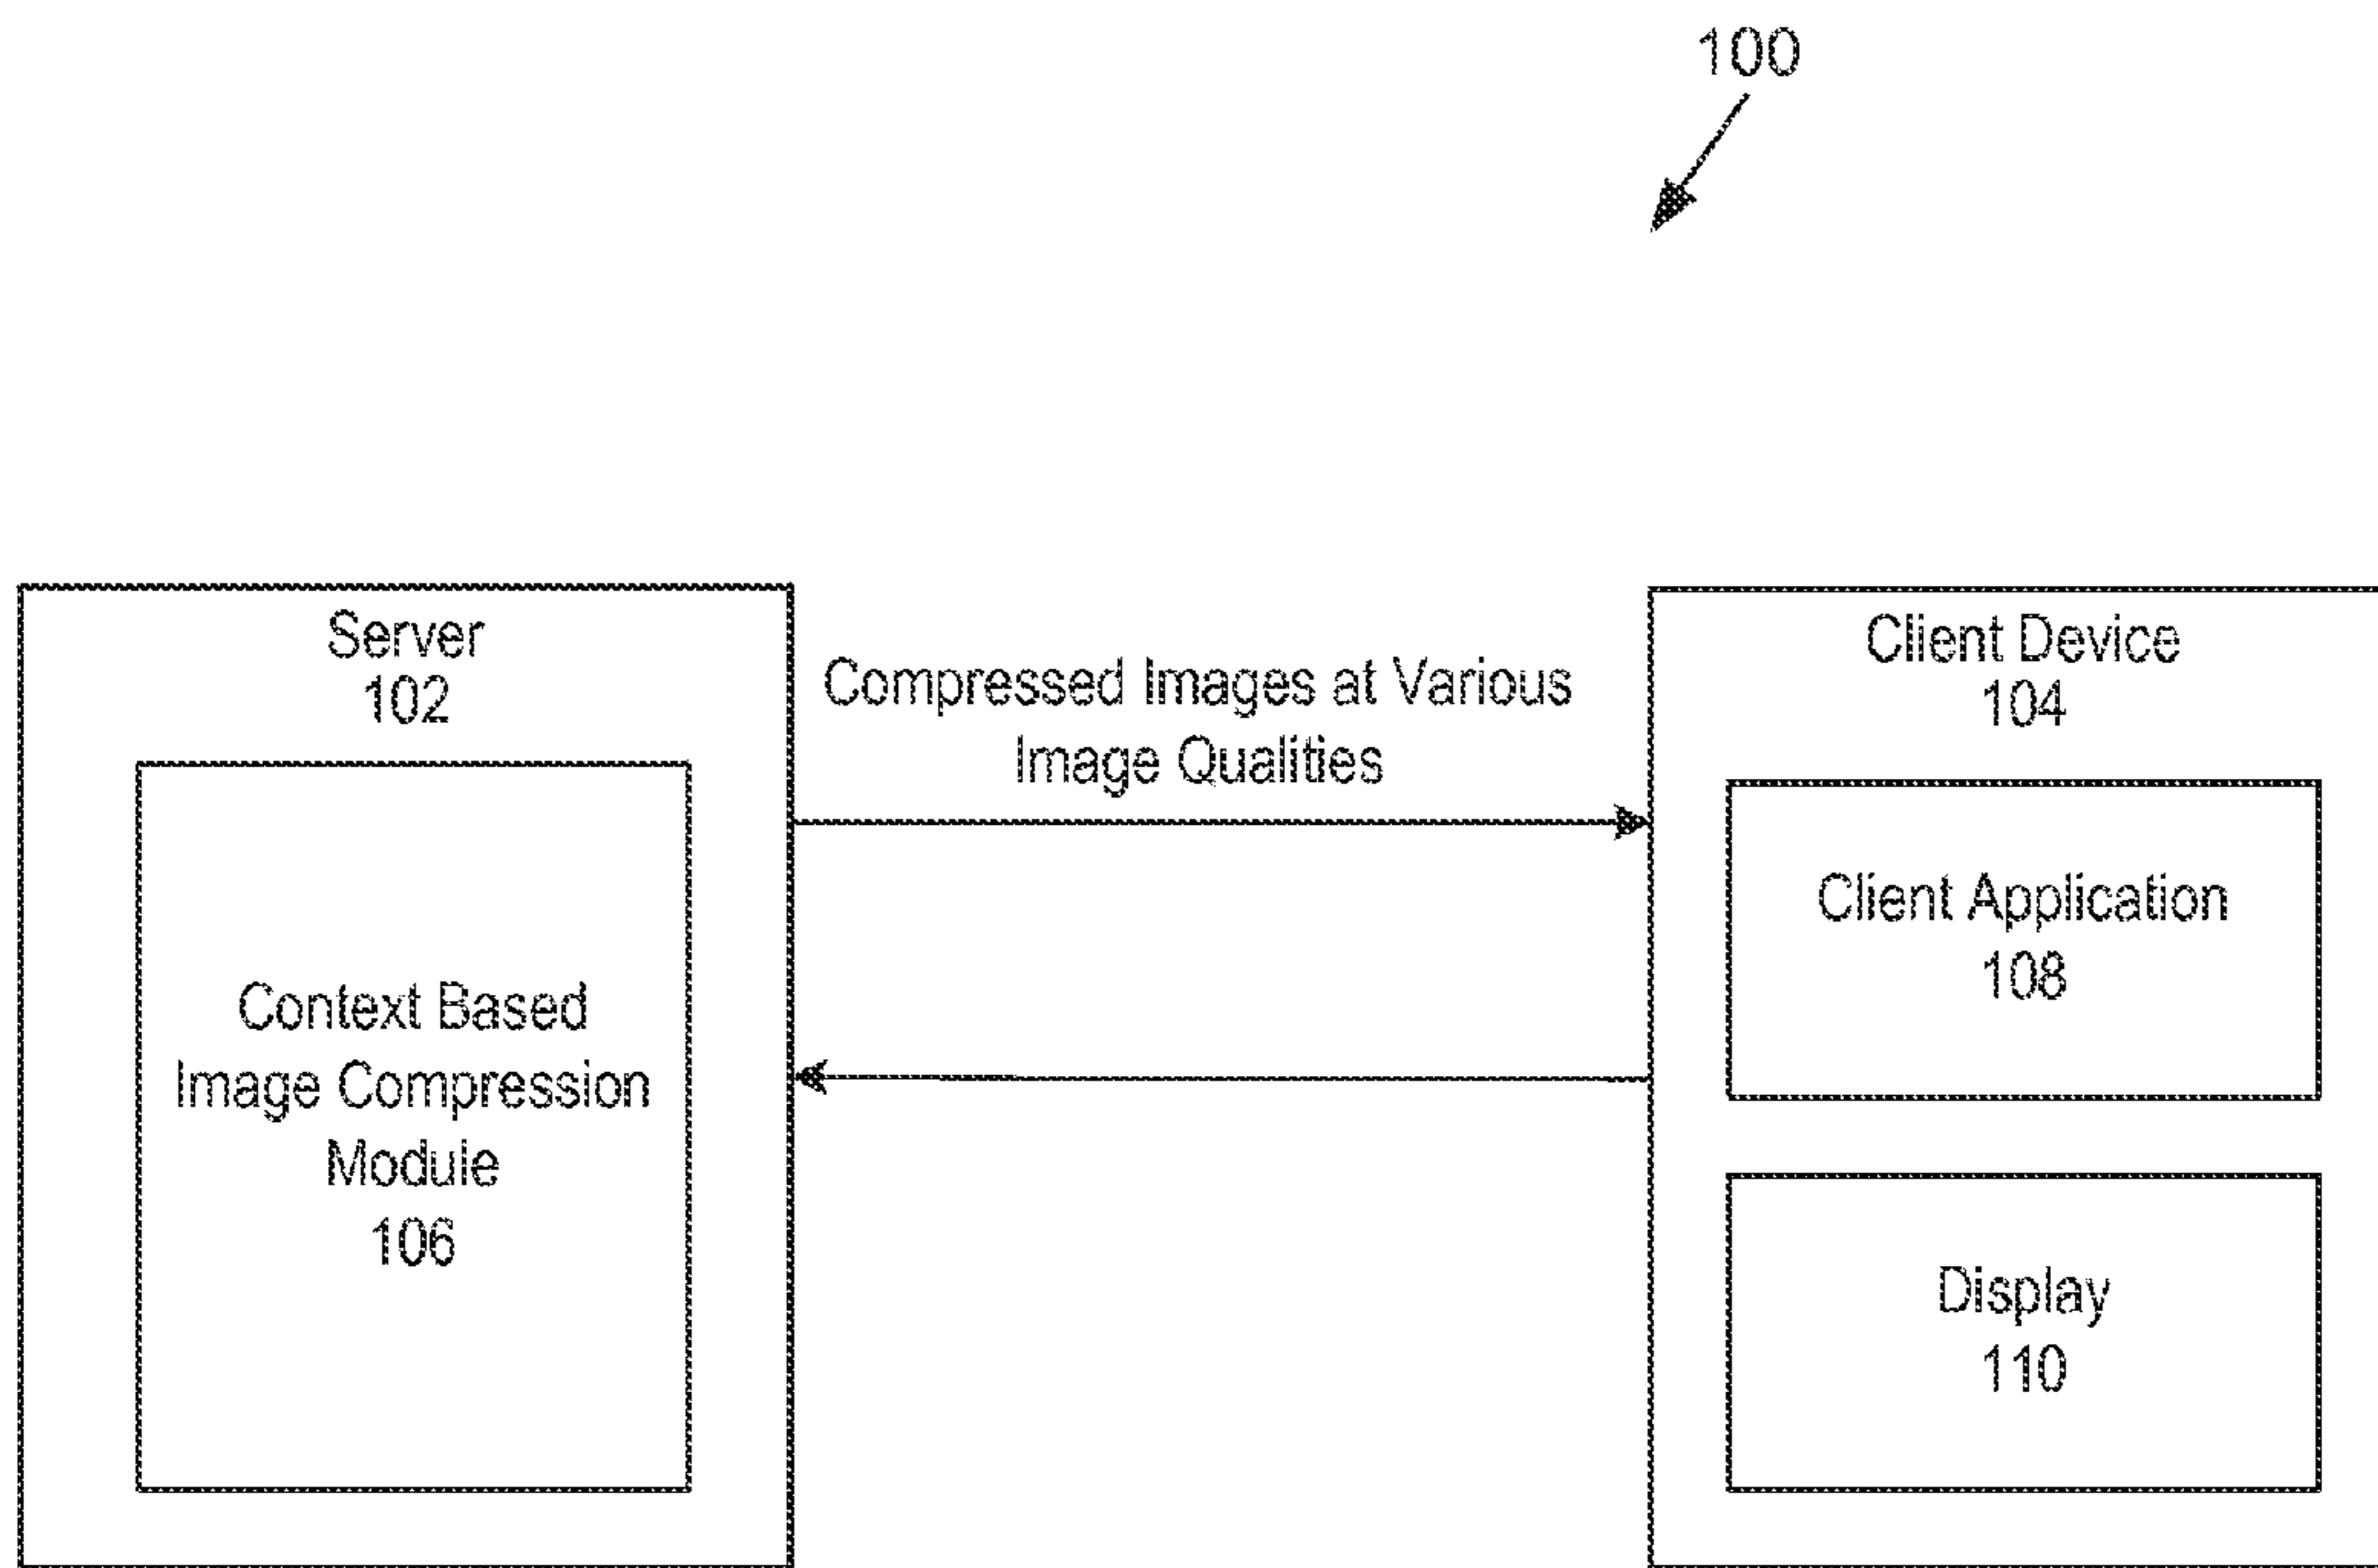 100
Server
102
Compressed Images at Various
Image Qualities
Client Device
104
Context Based
Image Compression
Module
106
Client Application
108
Display
110